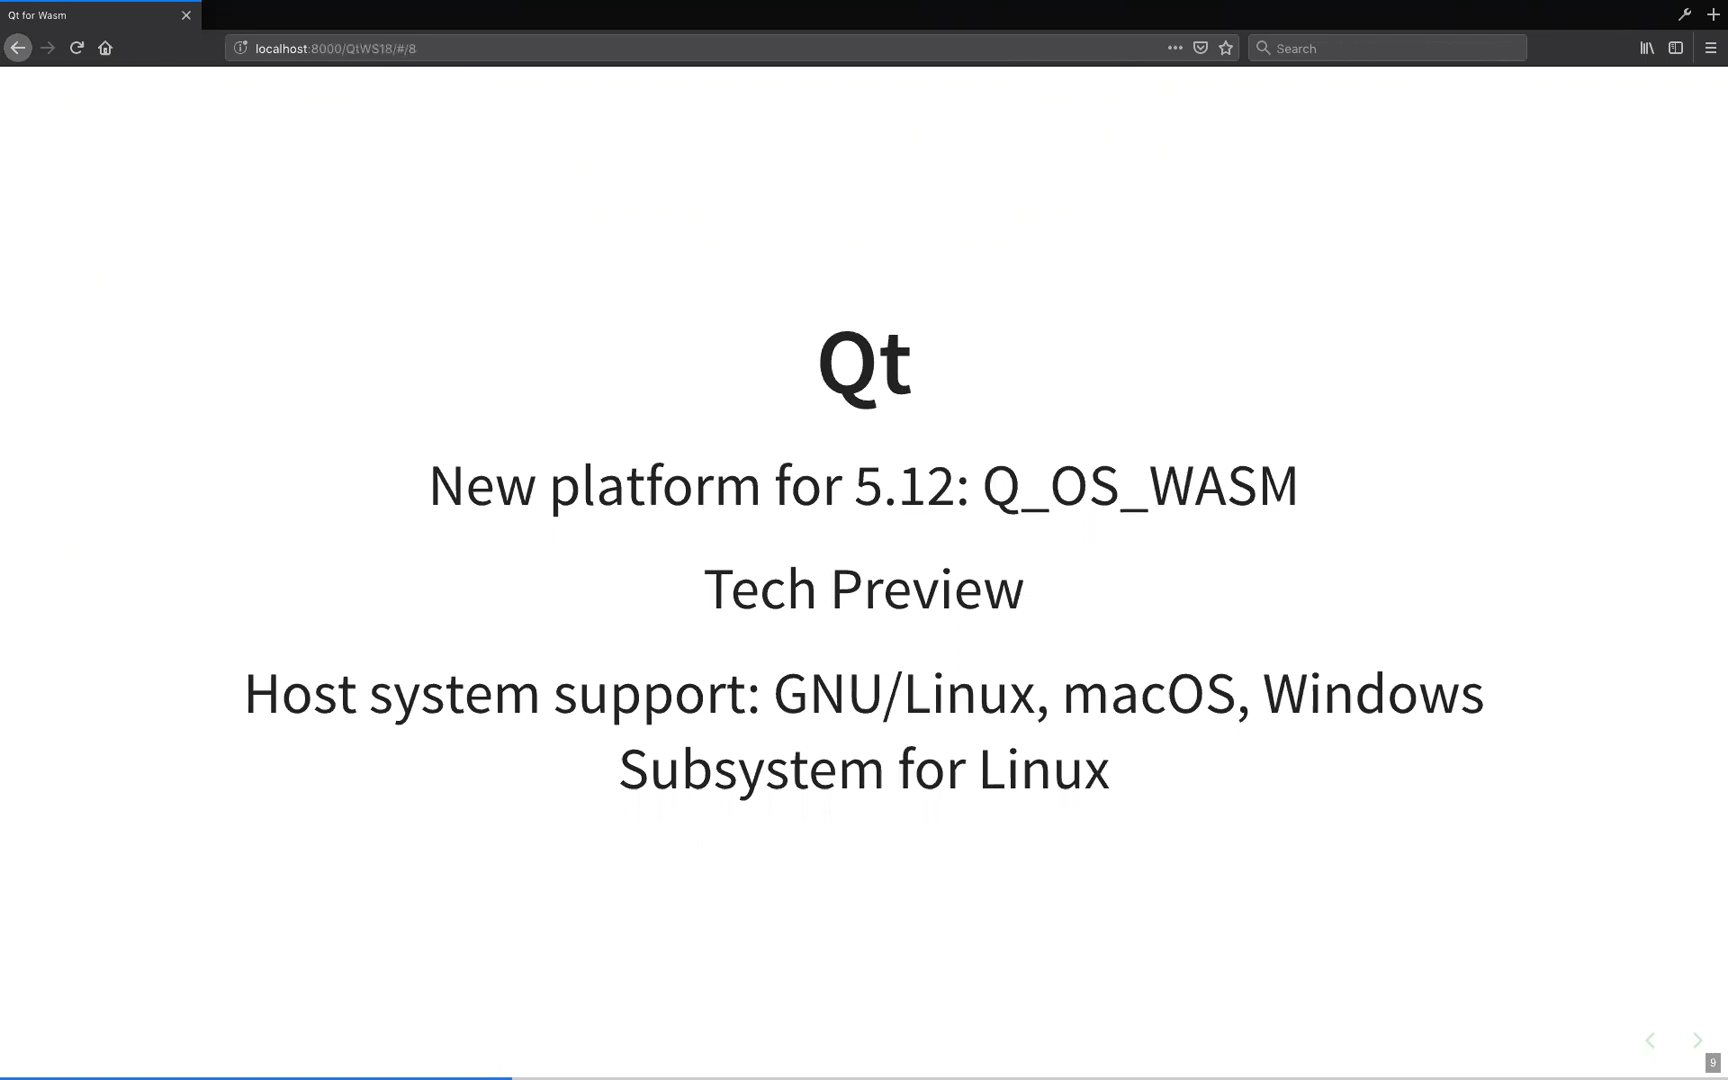 Qt for Wasm
localhost:8000/QtWS18/#/8
Search
Qt
New platform for 5.12: Q_OS_WASM
Tech Preview
Host system support: GNU/Linux, macOS, Windows
Subsystem for Linux
9